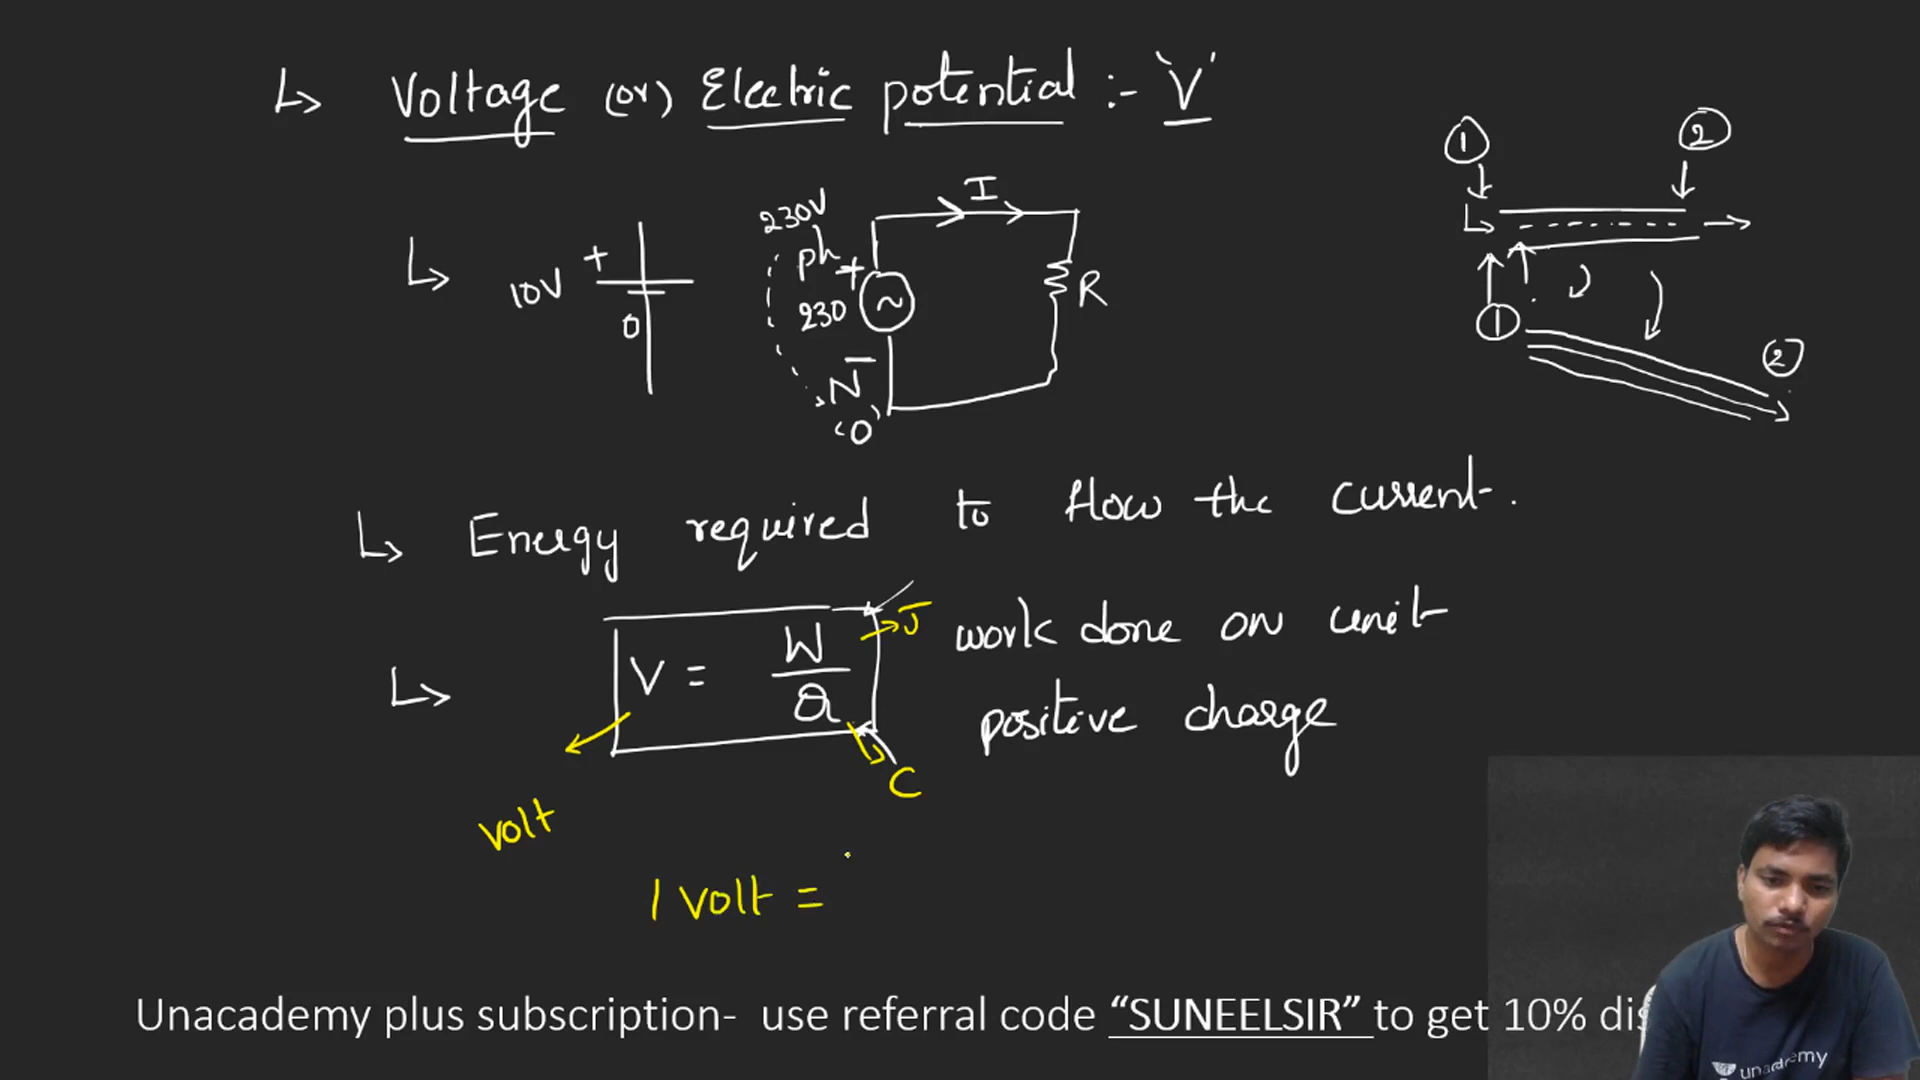 ↳ Voltage (or) Electric potential :- 'V'
1
2
I
230V
10V + 0
ph +
230 ~
R
-
N
'0'
1
2
↳ Energy required to flow the current.
↳ V = W/Q
J
C
work done on unit
positive charge
volt
1 volt =
Unacademy plus subscription- use referral code “SUNEELSIR” to get 10% dis
unacademy